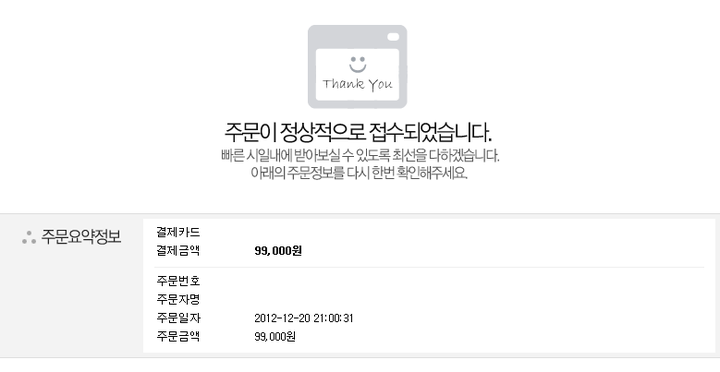 Thank You
주문이 정상적으로 접수되었습니다.
빠른 시일내에 받아보실 수 있도록 최선을 다하겠습니다.
아래의 주문정보를 다시 한번 확인해주세요.
주문요약정보
결제카드
결제금액 99,000원
주문번호
주문자명
주문일자 2012-12-20 21:00:31
주문금액 99,000원